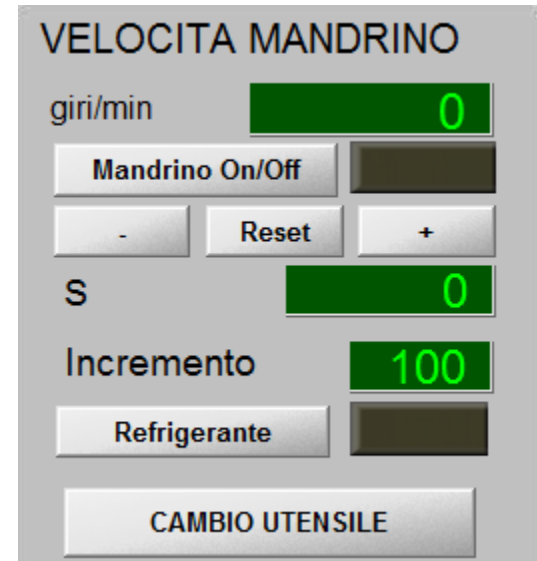 VELOCITA MANDRINO
giri/min 0
Mandrino On/Off
- Reset +
S 0
Incremento 100
Refrigerante
CAMBIO UTENSILE